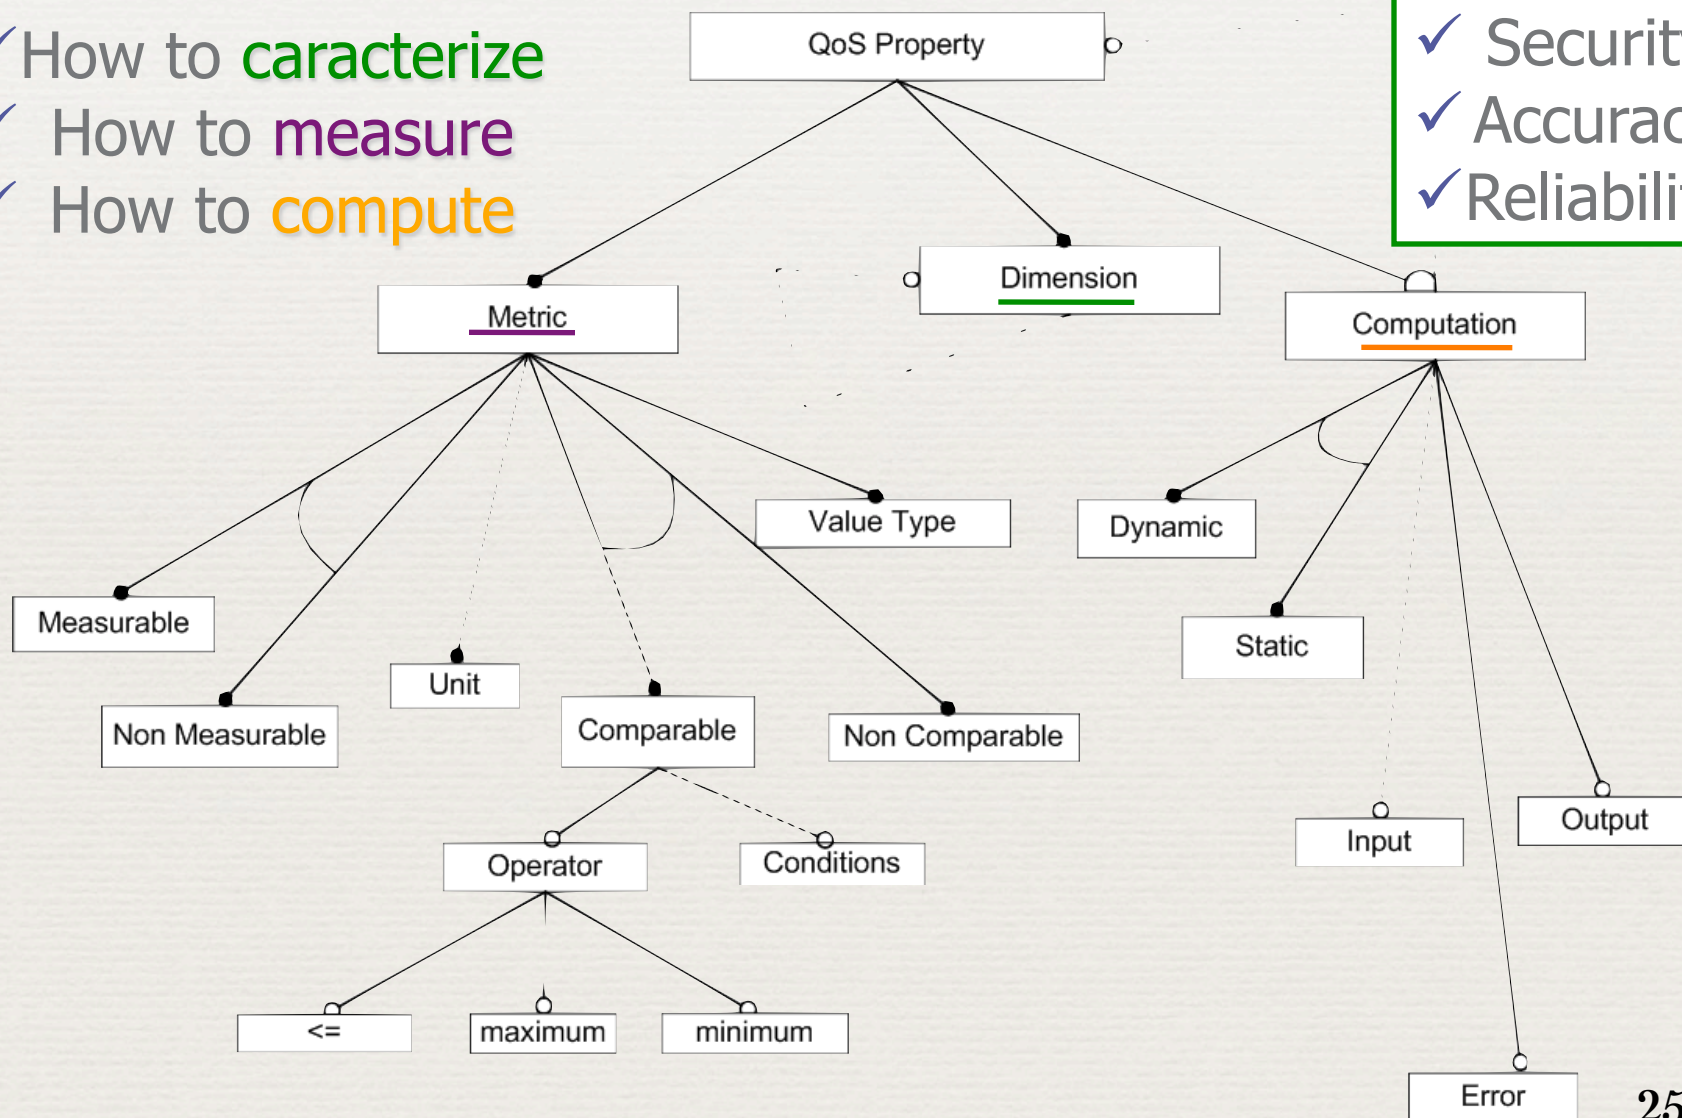 How to caracterize
How to measure
How to compute
QoS Property
Securit
Accurac
Reliabili
Metric
Dimension
Computation
Measurable
Non Measurable
Unit
Comparable
Value Type
Non Comparable
Dynamic
Static
Input
Output
Operator
Conditions
<=
maximum
minimum
Error
25